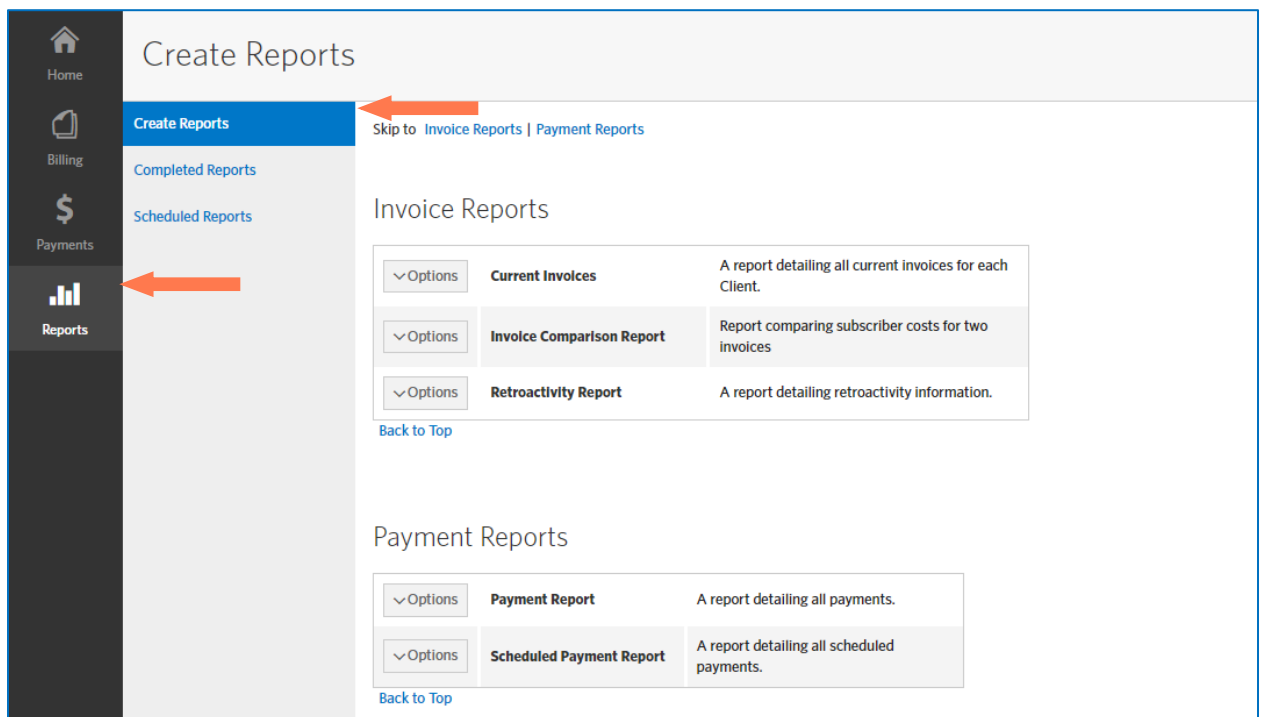 Home
Billing
$
Payments
Reports
Create Reports
Create Reports
Completed Reports
Scheduled Reports
Skip to Invoice Reports | Payment Reports
Invoice Reports
Options Current Invoices A report detailing all current invoices for each
Client.
Options Invoice Comparison Report Report comparing subscriber costs for two
invoices
Options Retroactivity Report A report detailing retroactivity information.
Back to Top
Payment Reports
Options Payment Report A report detailing all payments.
Options Scheduled Payment Report A report detailing all scheduled
payments.
Back to Top